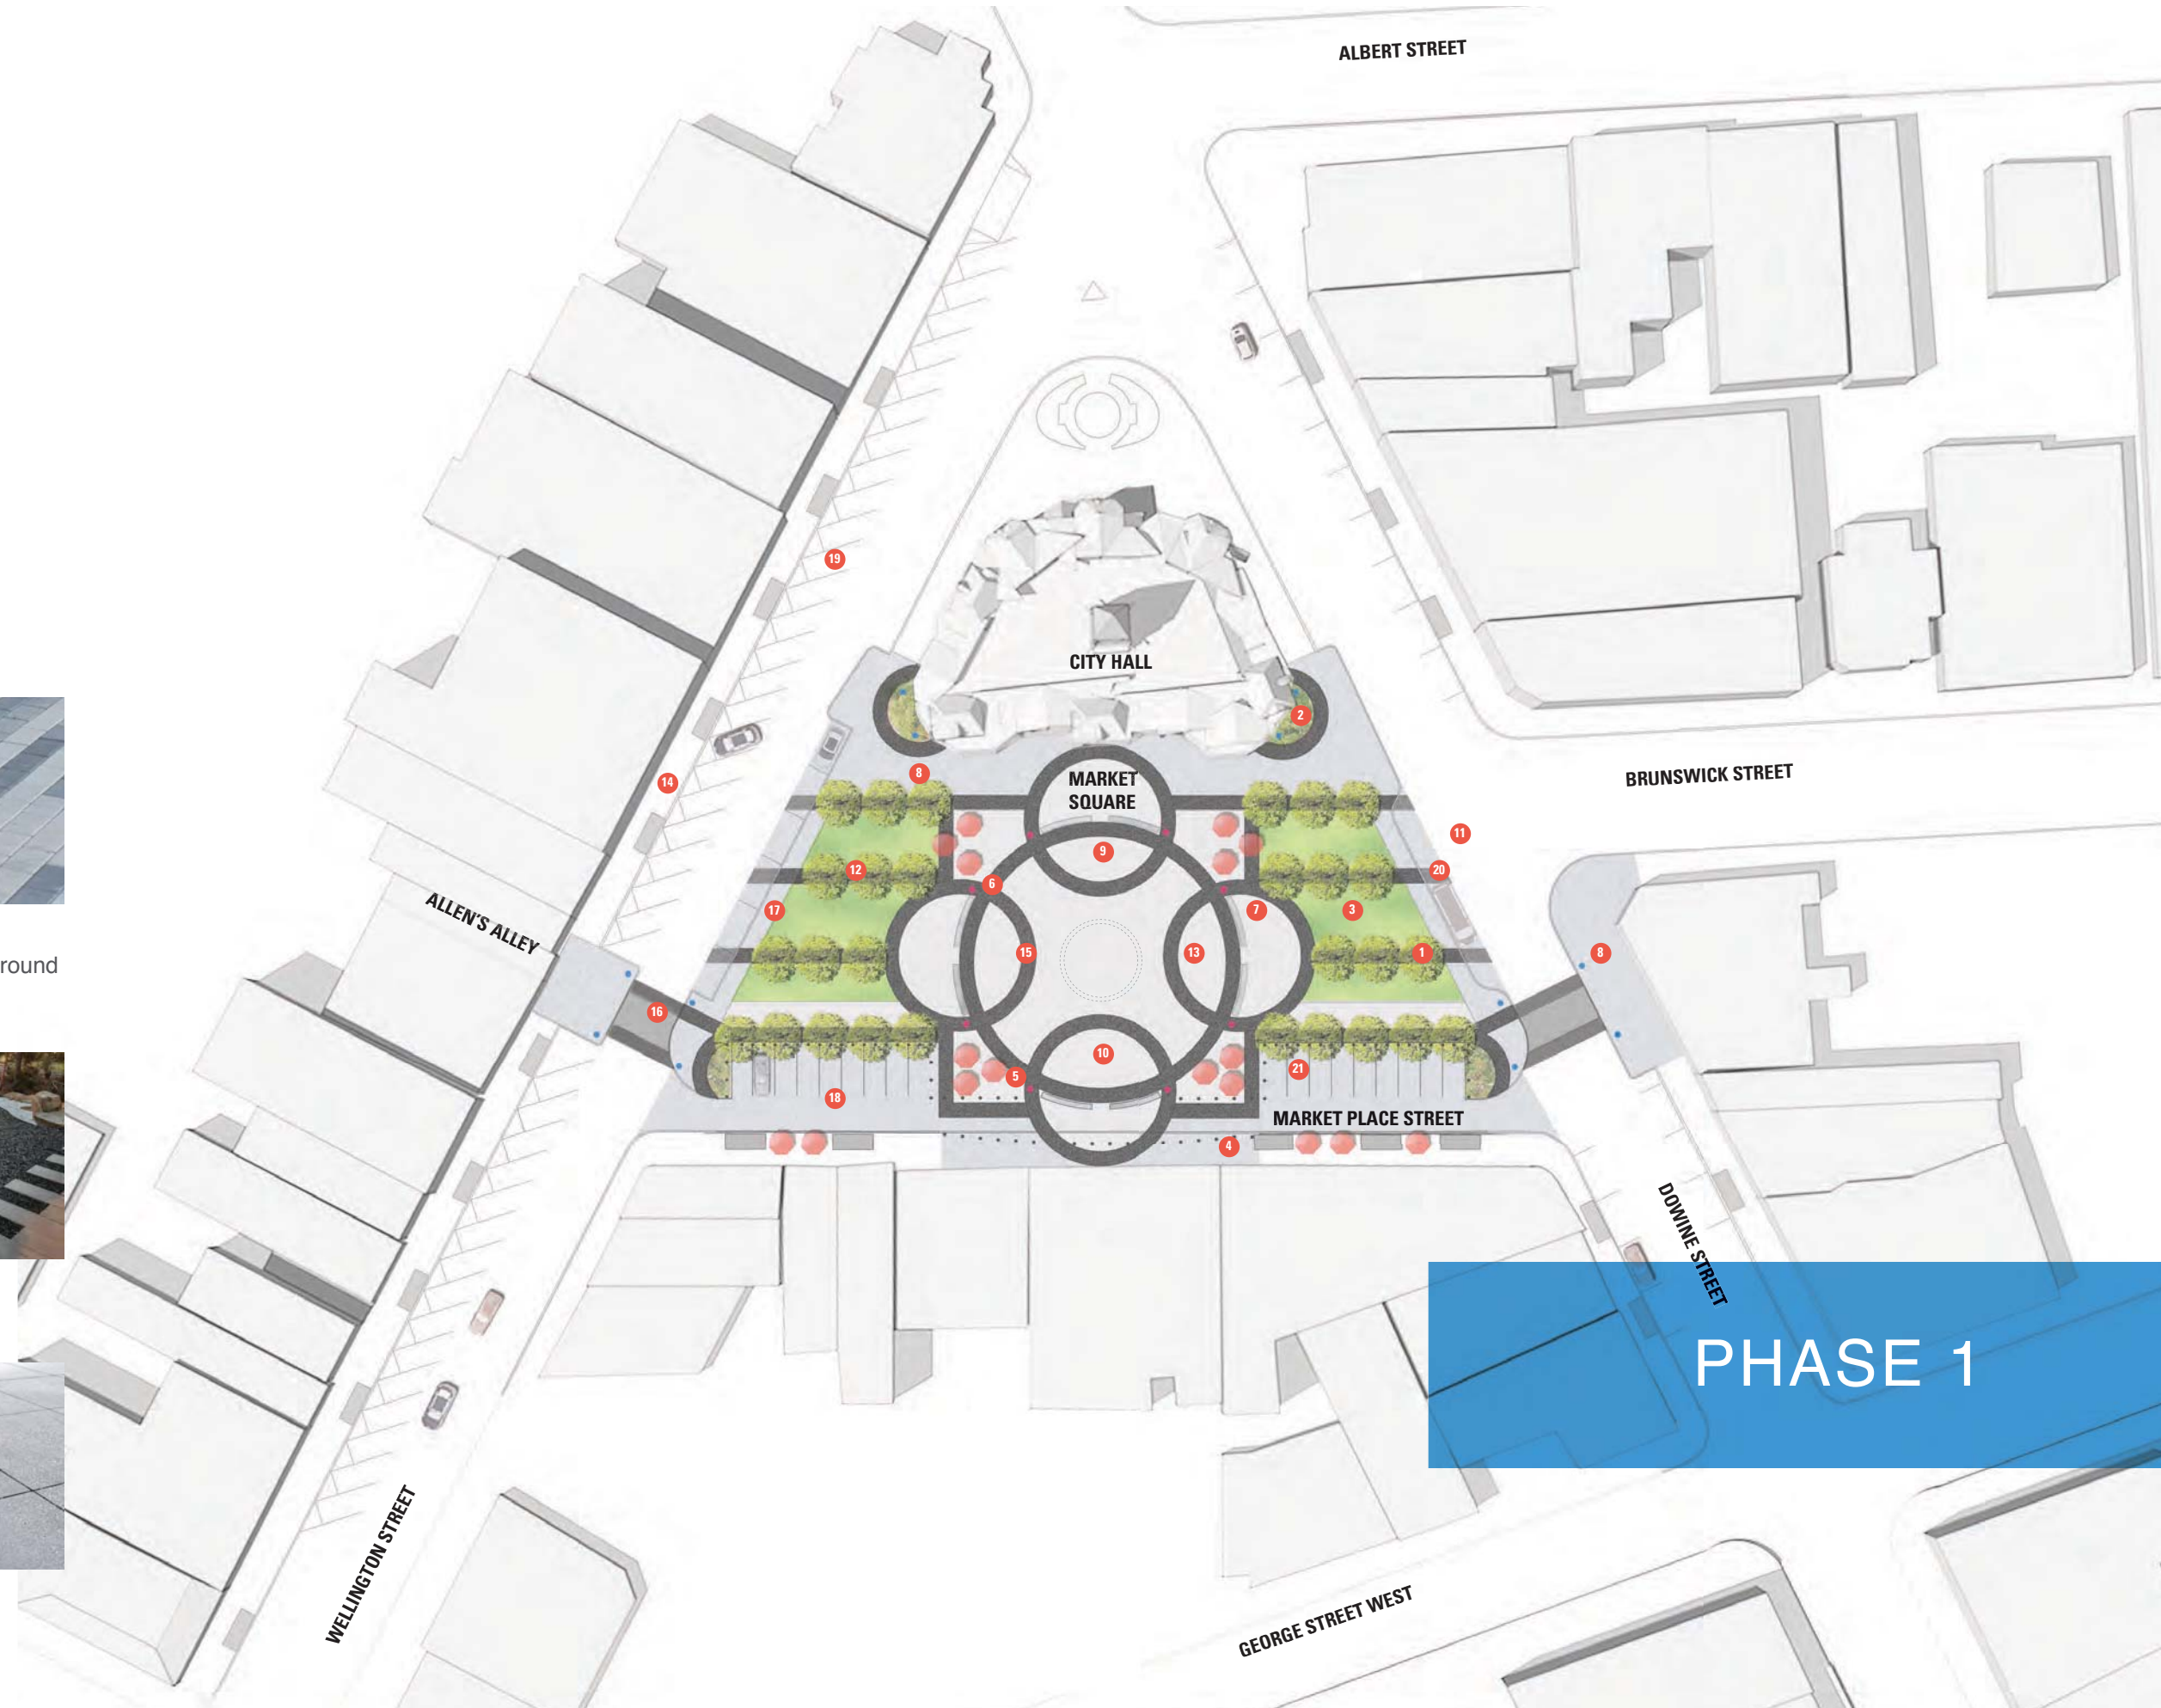 ALBERT STREET
19
CITY HALL
2
8
MARKET
SQUARE
14
BRUNSWICK STREET
11
9
12
20
6
17
7
3
ALLEN'S ALLEY
15
13
1
8
round
16
10
5
21
18
MARKET PLACE STREET
4
DOWINE STREET
PHASE 1
WELLINGTON STREET
GEORGE STREET WEST